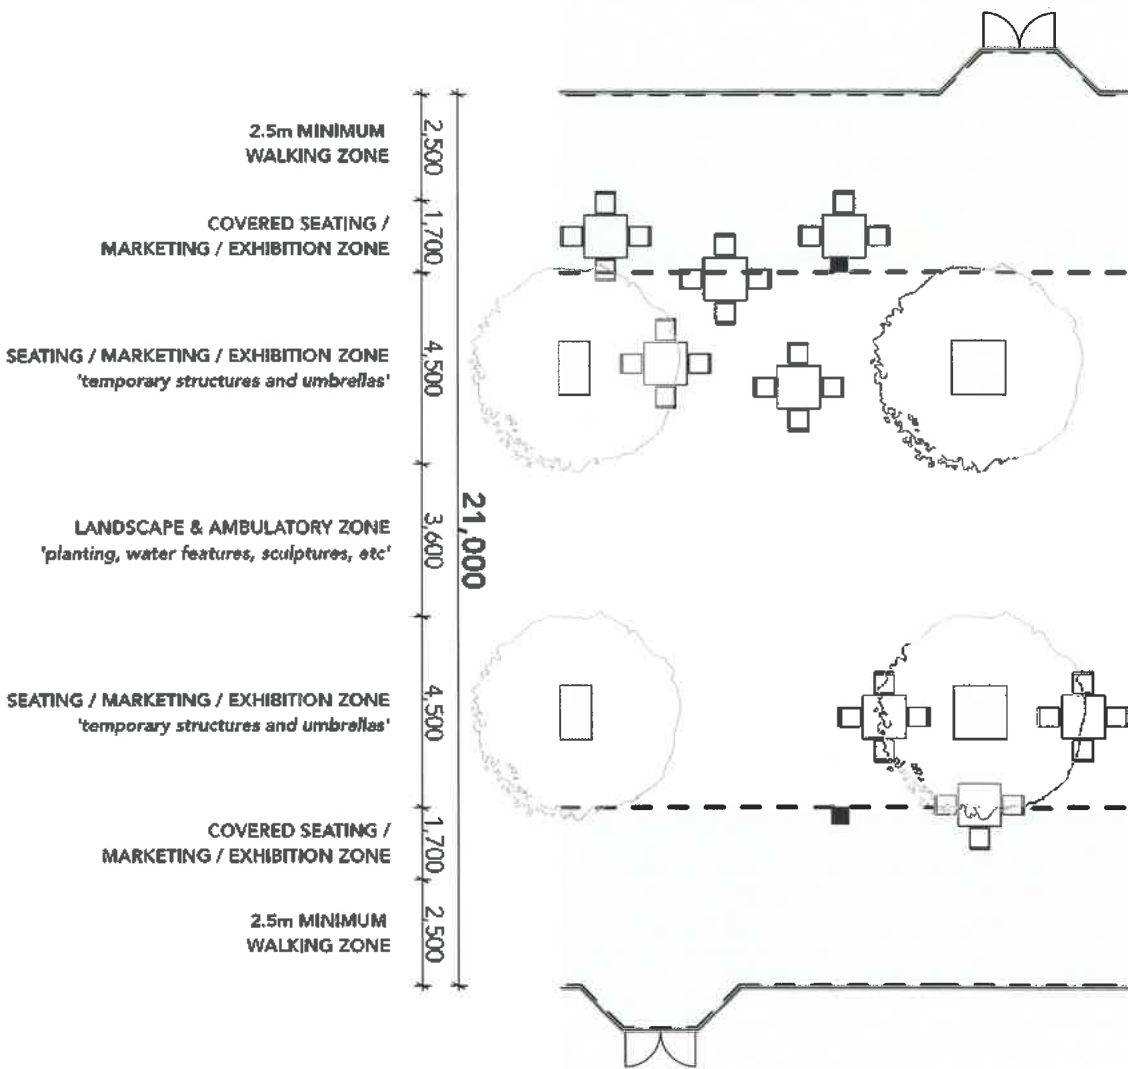 2.5m MINIMUM
WALKING ZONE
2,500
COVERED SEATING /
MARKETING / EXHIBITION ZONE
1,700
SEATING / MARKETING / EXHIBITION ZONE
'temporary structures and umbrellas'
4,500
LANDSCAPE & AMBULATORY ZONE
'planting, water features, sculptures, etc'
3,600
21,000
SEATING / MARKETING / EXHIBITION ZONE
'temporary structures and umbrellas'
4,500
COVERED SEATING /
MARKETING / EXHIBITION ZONE
1,700
2.5m MINIMUM
WALKING ZONE
2,500